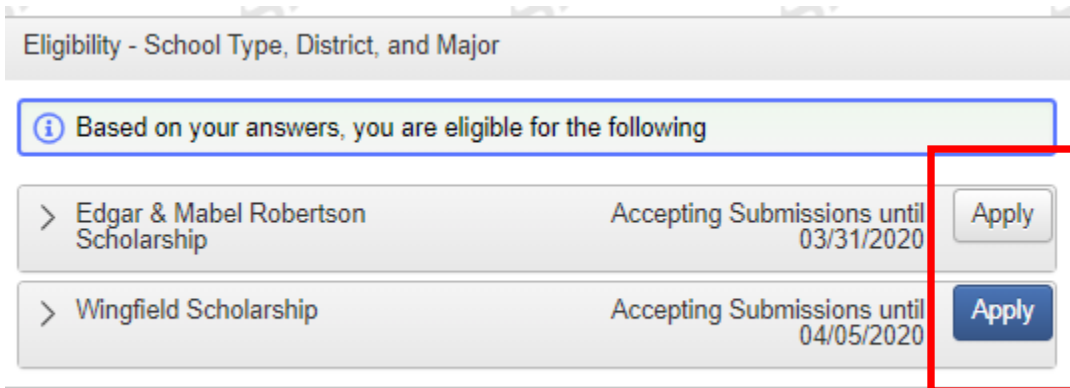 Eligibility - School Type, District, and Major
Based on your answers, you are eligible for the following
Edgar & Mabel Robertson
Scholarship
Accepting Submissions until
03/31/2020
Apply
Wingfield Scholarship
Accepting Submissions until
04/05/2020
Apply